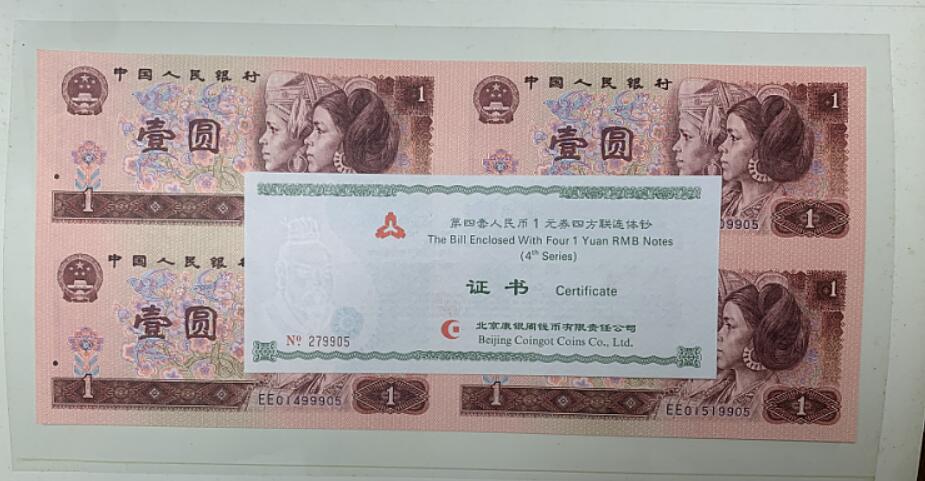 中国人民银行
1
壹圆
1
中国人民银行
1
壹圆
9905
1
第四套人民币1元券四方联连体钞
The Bill Enclosed With Four 1 Yuan RMB Notes
(4th Series)
证书 Certificate
北京康银阁钱币有限责任公司
Beijing Coingot Coins Co., Ltd.
Nº 279905
中国人民银行
壹圆
1
EE01499905
1
1
EE01519905
1